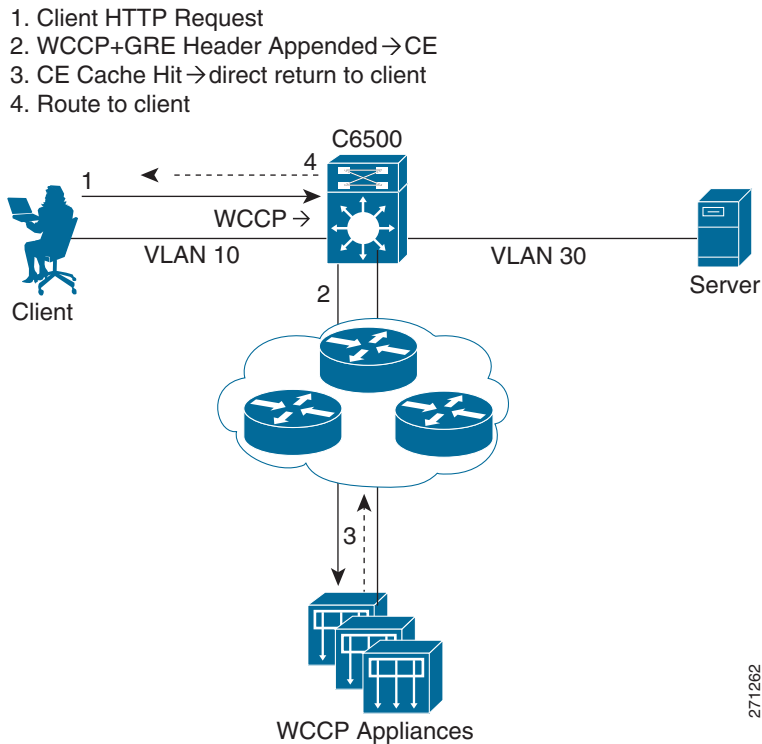 1. Client HTTP Request
2. WCCP+GRE Header Appended→CE
3. CE Cache Hit→direct return to client
4. Route to client
C6500
4
1
WCCP→
VLAN 10
VLAN 30
Client
Server
2
3
WCCP Appliances
271262